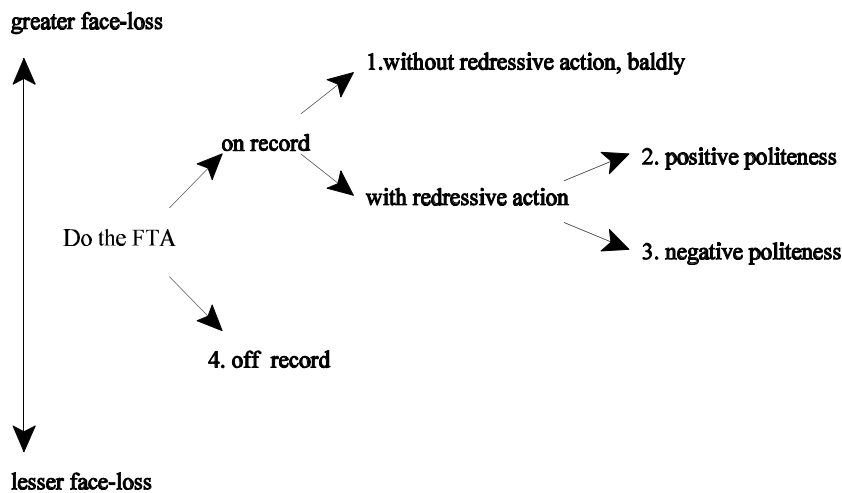 greater face-loss
1.without redressive action, baldly
on record
2. positive politeness
with redressive action
Do the FTA
3. negative politeness
4. off record
lesser face-loss